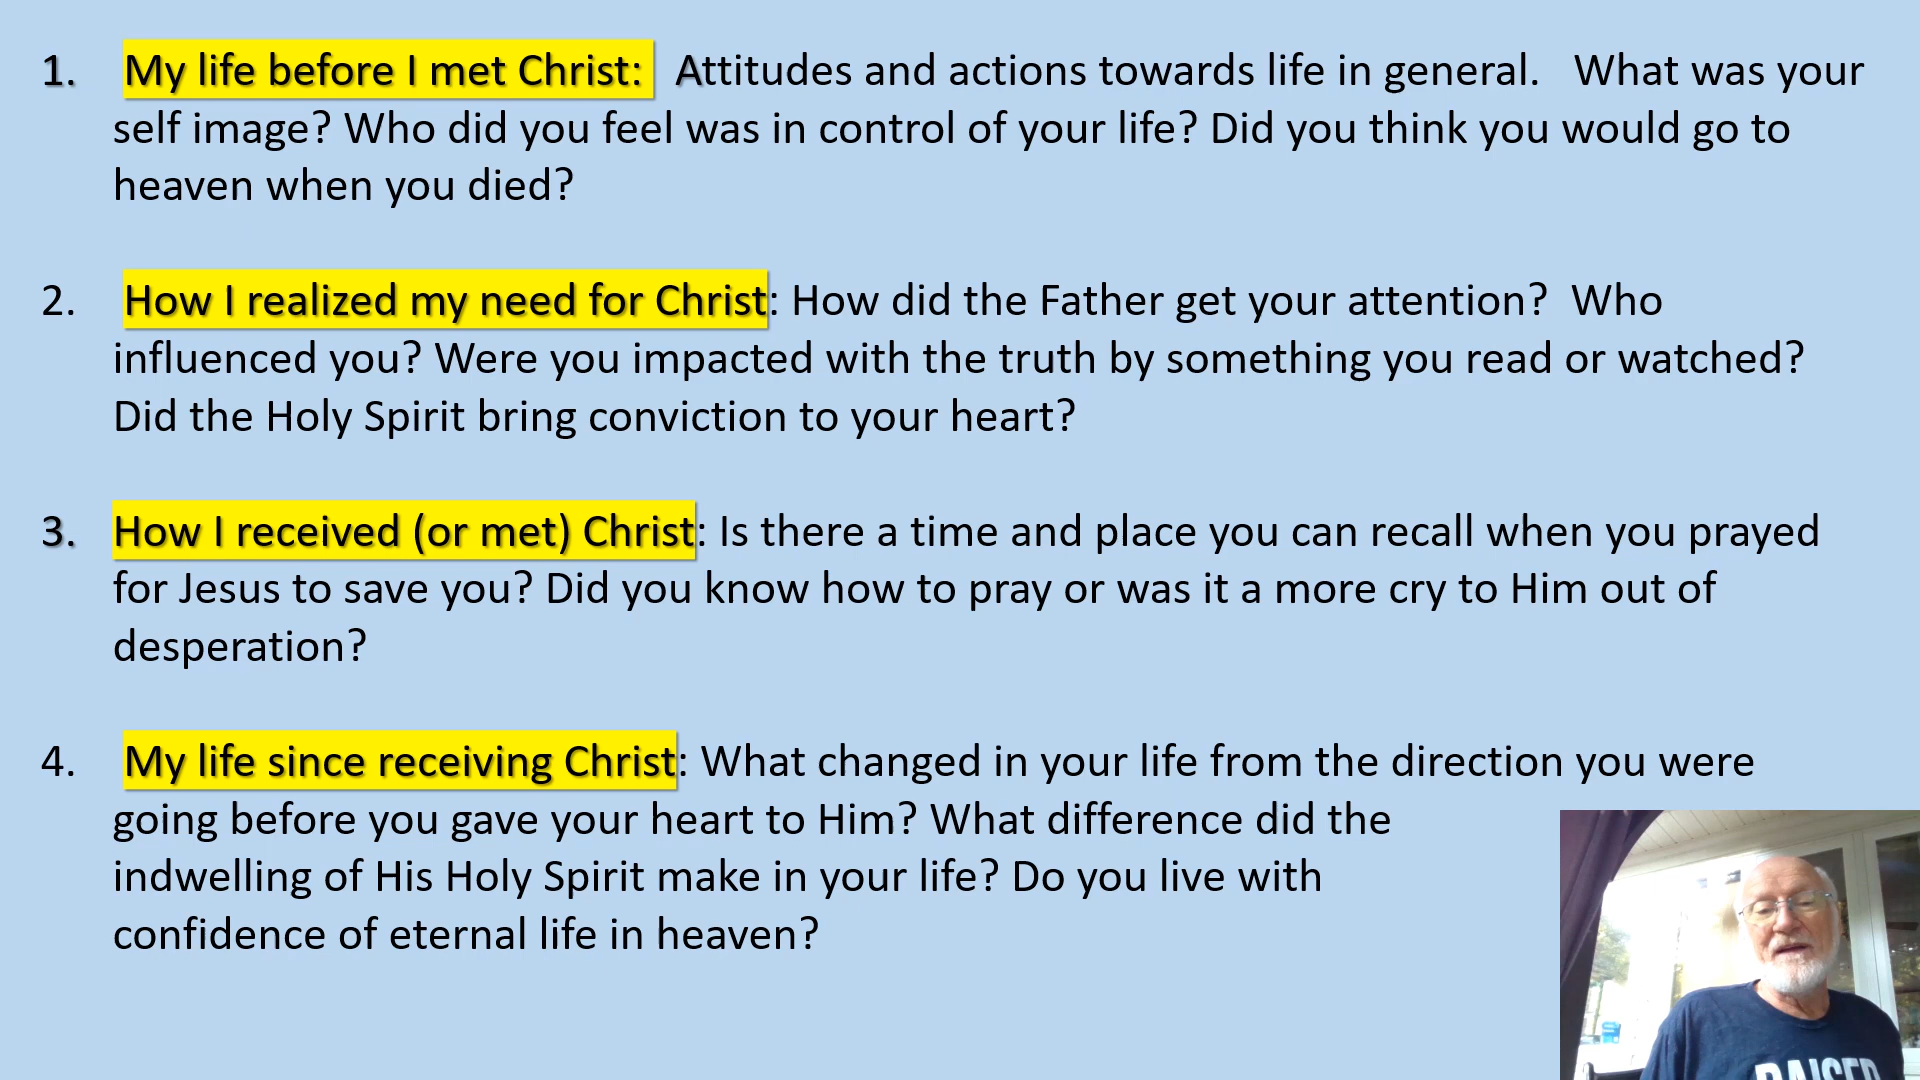 1. My life before I met Christ: Attitudes and actions towards life in general. What was your
self image? Who did you feel was in control of your life? Did you think you would go to
heaven when you died?
2. How I realized my need for Christ: How did the Father get your attention? Who
influenced you? Were you impacted with the truth by something you read or watched?
Did the Holy Spirit bring conviction to your heart?
3. How I received (or met) Christ: Is there a time and place you can recall when you prayed
for Jesus to save you? Did you know how to pray or was it a more cry to Him out of
desperation?
4. My life since receiving Christ: What changed in your life from the direction you were
going before you gave your heart to Him? What difference did the
indwelling of His Holy Spirit make in your life? Do you live with
confidence of eternal life in heaven?
RAISED